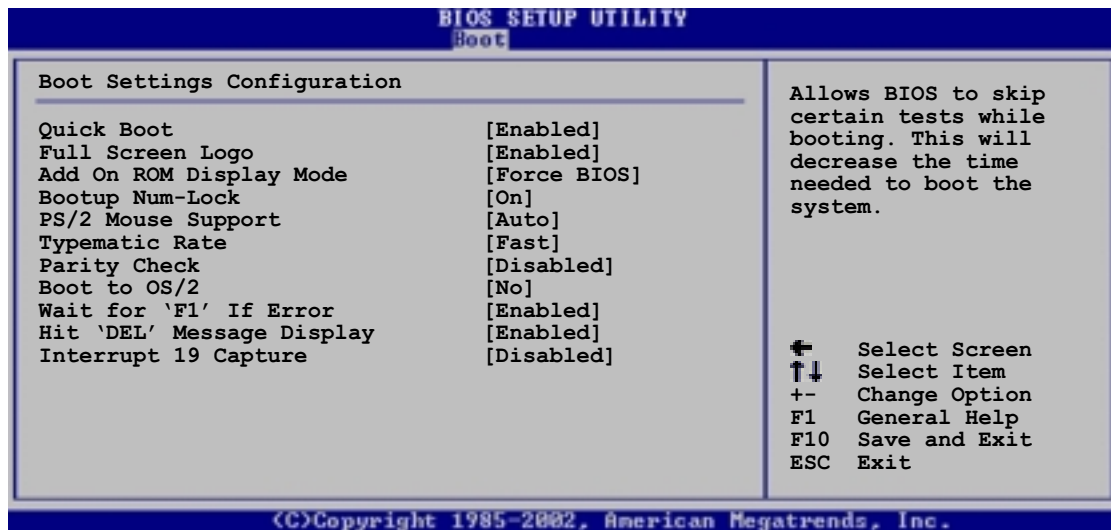 BIOS SETUP UTILITY
Boot
Boot Settings Configuration
Quick Boot [Enabled]
Full Screen Logo [Enabled]
Add On ROM Display Mode [Force BIOS]
Bootup Num-Lock [On]
PS/2 Mouse Support [Auto]
Typematic Rate [Fast]
Parity Check [Disabled]
Boot to OS/2 [No]
Wait for ‘F1’ If Error [Enabled]
Hit ‘DEL’ Message Display [Enabled]
Interrupt 19 Capture [Disabled]
Allows BIOS to skip
certain tests while
booting. This will
decrease the time
needed to boot the
system.
← Select Screen
↑↓ Select Item
+- Change Option
F1 General Help
F10 Save and Exit
ESC Exit
(C)Copyright 1985-2002, American Megatrends, Inc.